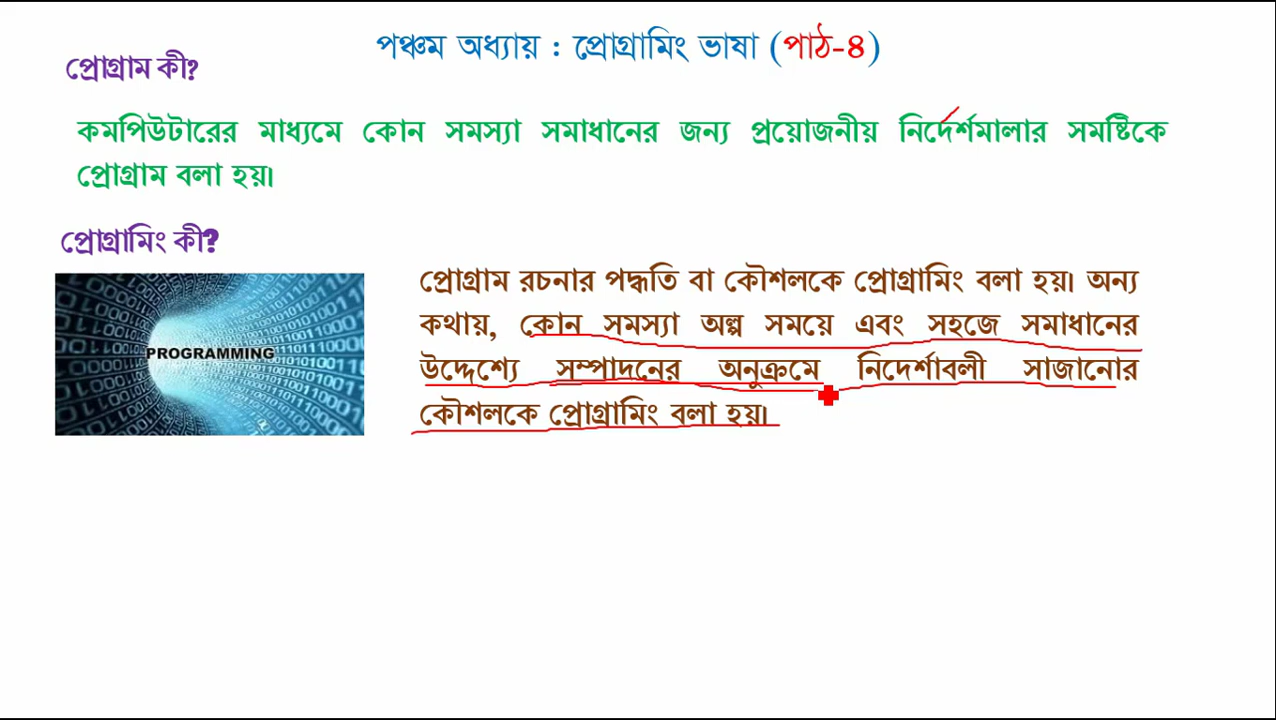 পঞ্চম অধ্যায় : প্রোগ্রামিং ভাষা (পাঠ-৪)
প্রোগ্রাম কী?
কমপিউটারের মাধ্যমে কোন সমস্যা সমাধানের জন্য প্রয়োজনীয় নির্দেশমালার সমষ্টিকে
প্রোগ্রাম বলা হয়।
প্রোগ্রামিং কী?
PROGRAMMING
প্রোগ্রাম রচনার পদ্ধতি বা কৌশলকে প্রোগ্রামিং বলা হয়। অন্য
কথায়, কোন সমস্যা অল্প সময়ে এবং সহজে সমাধানের
উদ্দেশ্যে সম্পাদনের অনুক্রমে নিদের্শাবলী সাজানোর
কৌশলকে প্রোগ্রামিং বলা হয়।